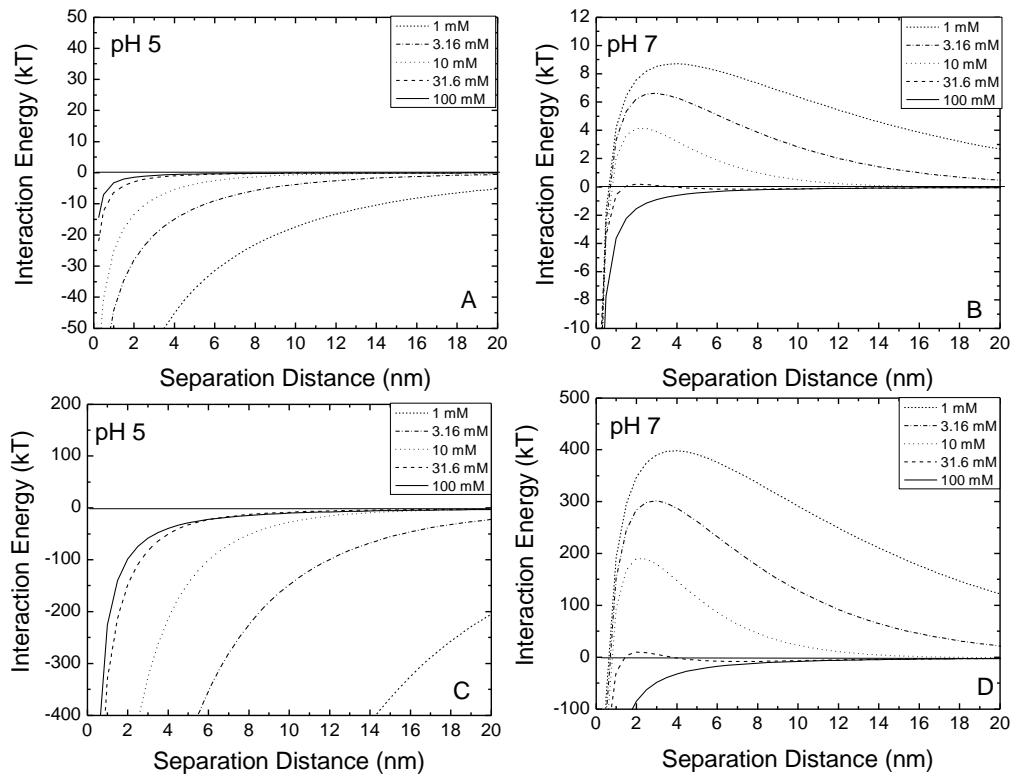 Interaction Energy (kT)
50
40
30
20
10
0
-10
-20
-30
-40
50
pH 5
1 mM
3.16 mM
10 mM
31.6 mM
100 mM
A
0 2 4 6 8 10 12 14 16 18 20
Separation Distance (nm)
Interaction Energy (kT)
12
10
8
6
4
2
0
-2
-4
-6
-8
-10
pH 7
1 mM
3.16 mM
10 mM
31.6 mM
100 mM
B
0 2 4 6 8 10 12 14 16 18 20
Separation Distance (nm)
Interaction Energy (kT)
200
100
0
-100
-200
-300
-400
pH 5
1 mM
3.16 mM
10 mM
31.6 mM
100 mM
C
0 2 4 6 8 10 12 14 16 18 20
Separation Distance (nm)
Interaction Energy (kT)
500
400
300
200
100
0
-100
pH 7
1 mM
3.16 mM
10 mM
31.6 mM
100 mM
D
0 2 4 6 8 10 12 14 16 18 20
Separation Distance (nm)